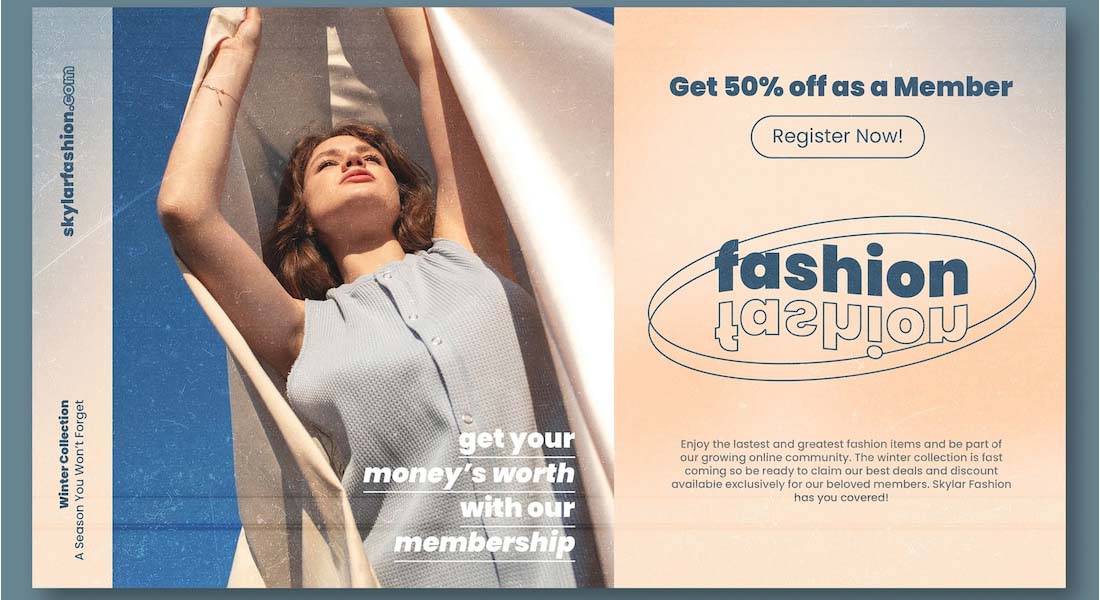 skylarfashion.com
Winter Collection
A Season You Won't Forget
get your
money's worth
with our
membership
Get 50% off as a Member
Register Now!
fashion
fashion
Enjoy the lastest and greatest fashion items and be part of
our growing online community. The winter collection is fast
coming so be ready to claim our best deals and discount
available exclusively for our beloved members. Skylar Fashion
has you covered!